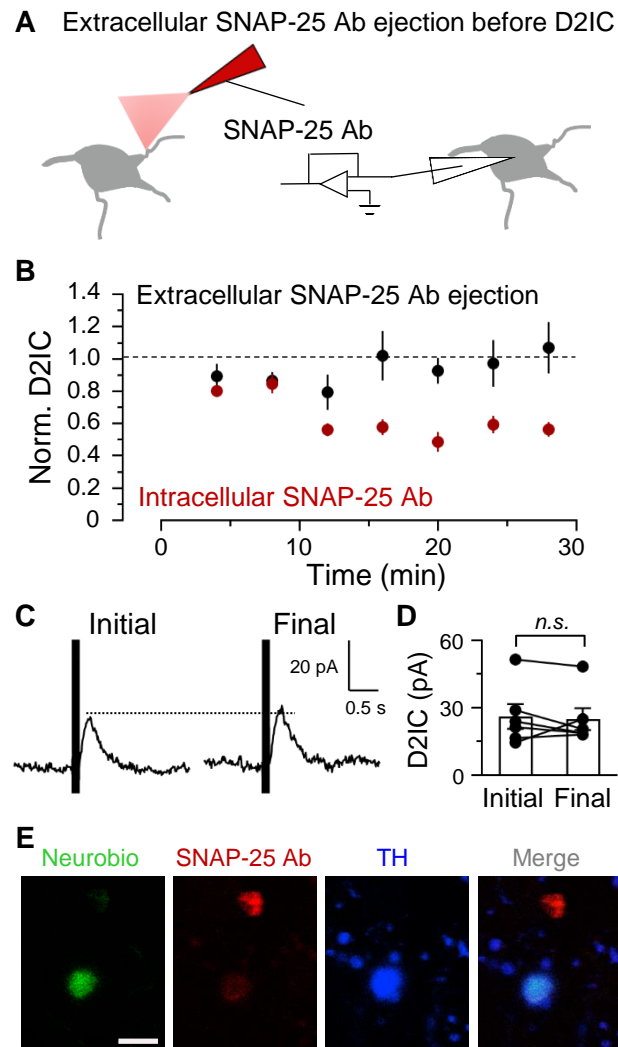 A Extracellular SNAP-25 Ab ejection before D2IC
SNAP-25 Ab
B
1.4
1.2
1.0
0.8
0.6
0.4
0.2
0
Norm. D2IC
Extracellular SNAP-25 Ab ejection
Intracellular SNAP-25 Ab
0 10 20 30
Time (min)
C
Initial Final
20 pA
0.5 s
D
n.s.
60
30
0
D2IC (pA)
Initial Final
E
Neurobio SNAP-25 Ab TH Merge